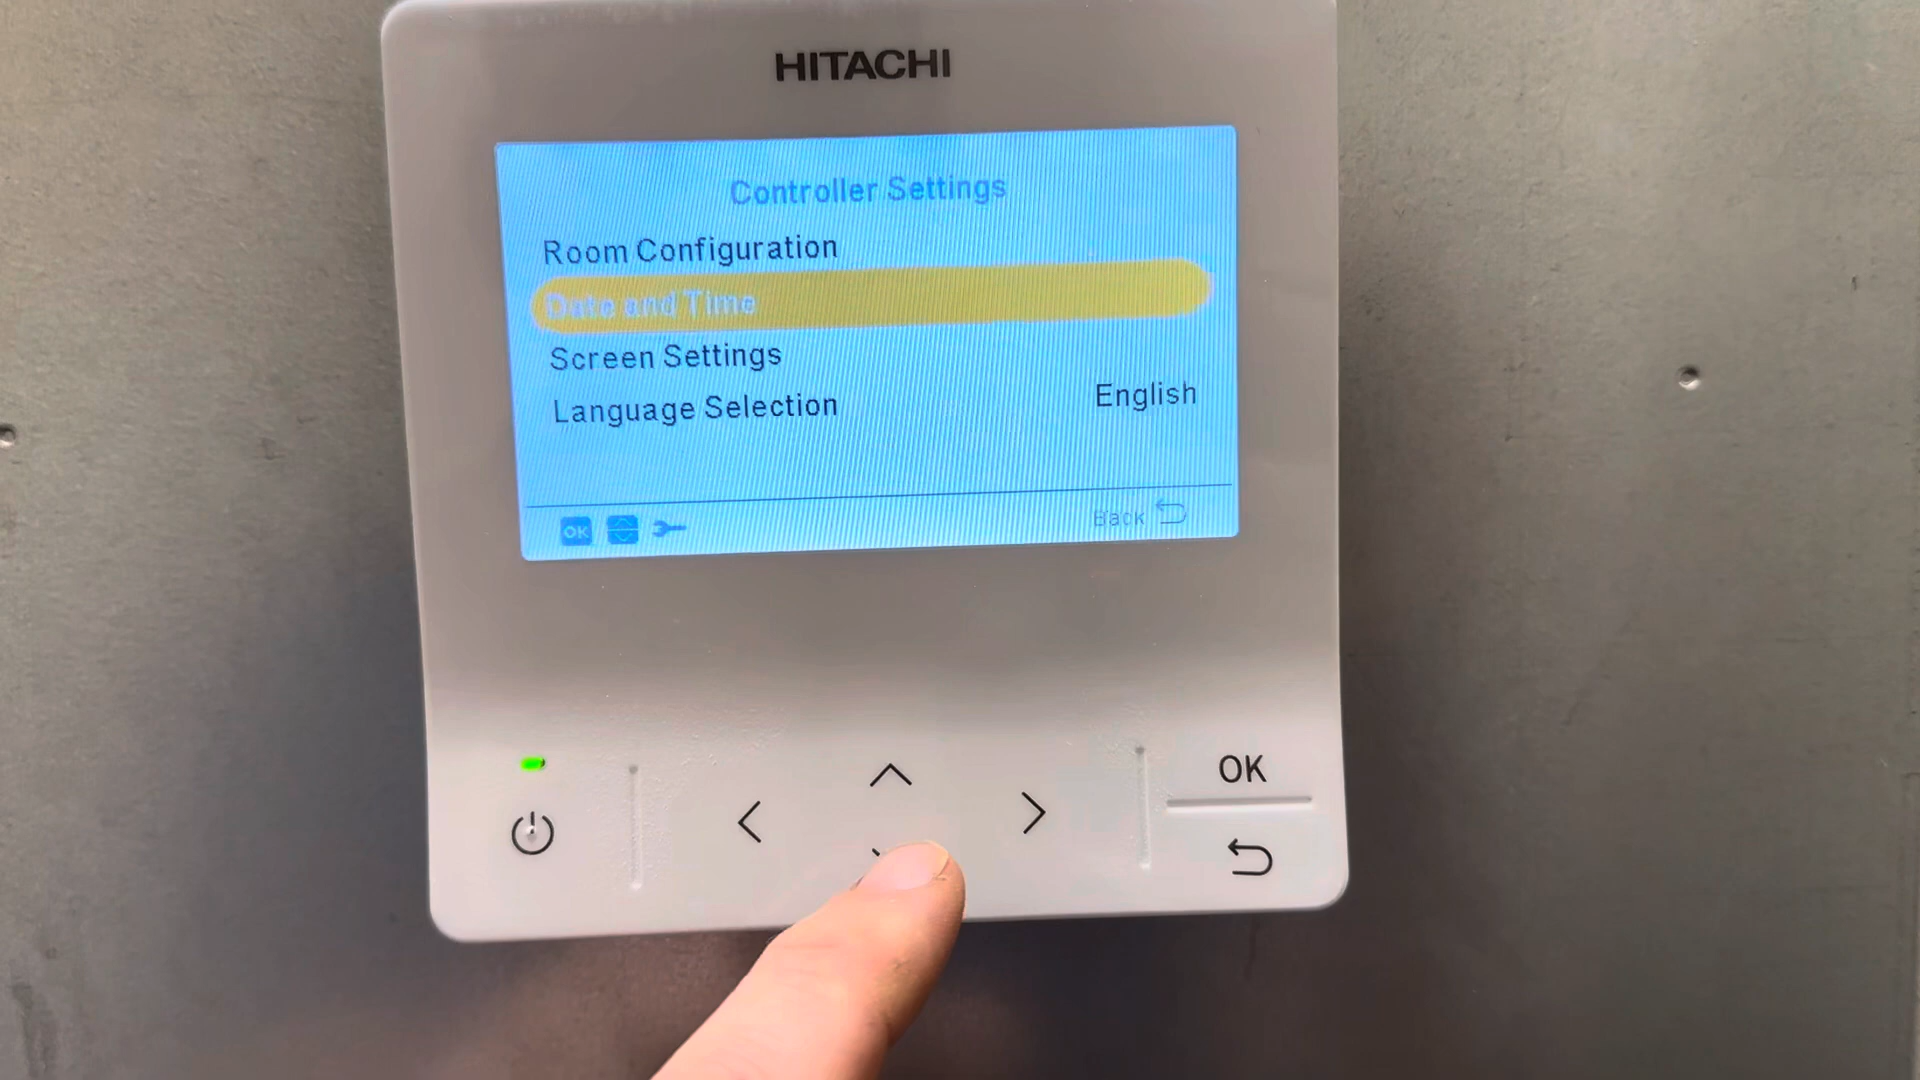 HITACHI
Controller Settings
Room Configuration
Date and Time
Screen Settings
Language Selection English
OK Back
OK